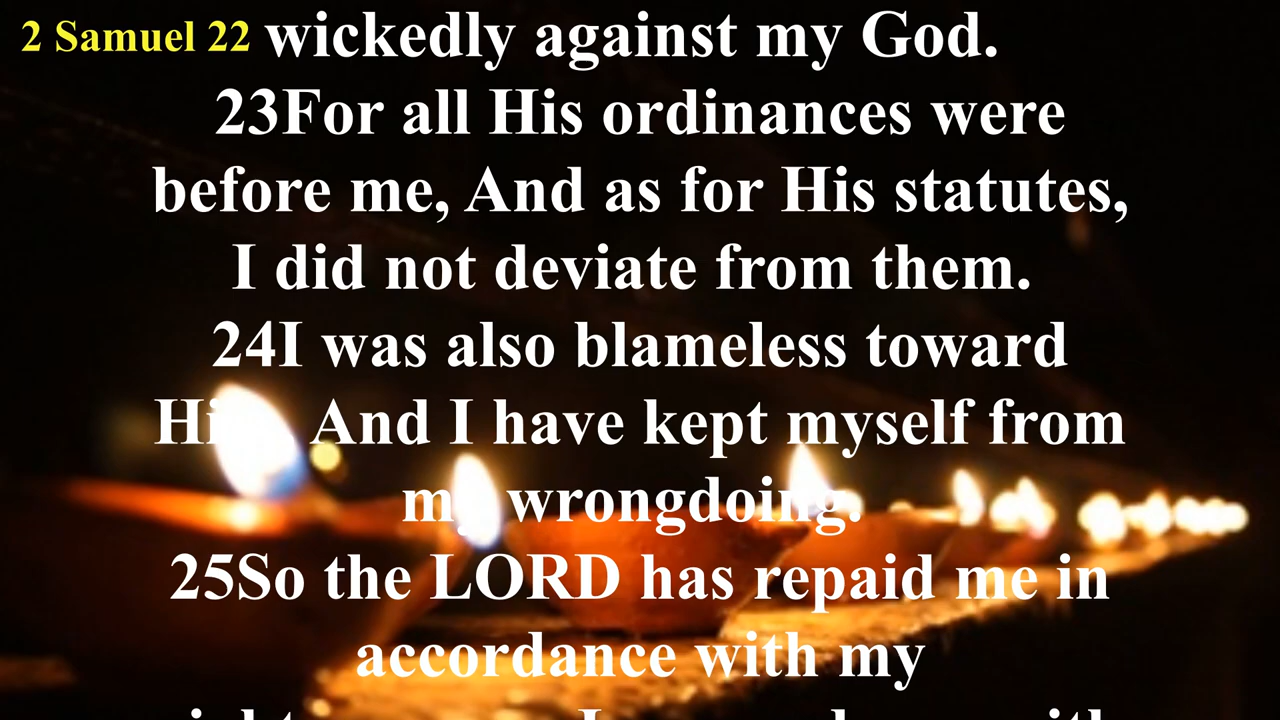 2 Samuel 22 wickedly against my God.
23For all His ordinances were
before me, And as for His statutes,
I did not deviate from them.
24I was also blameless toward
And I have kept myself from
my wrongdoing.
25So the LORD has repaid me in
accordance with my